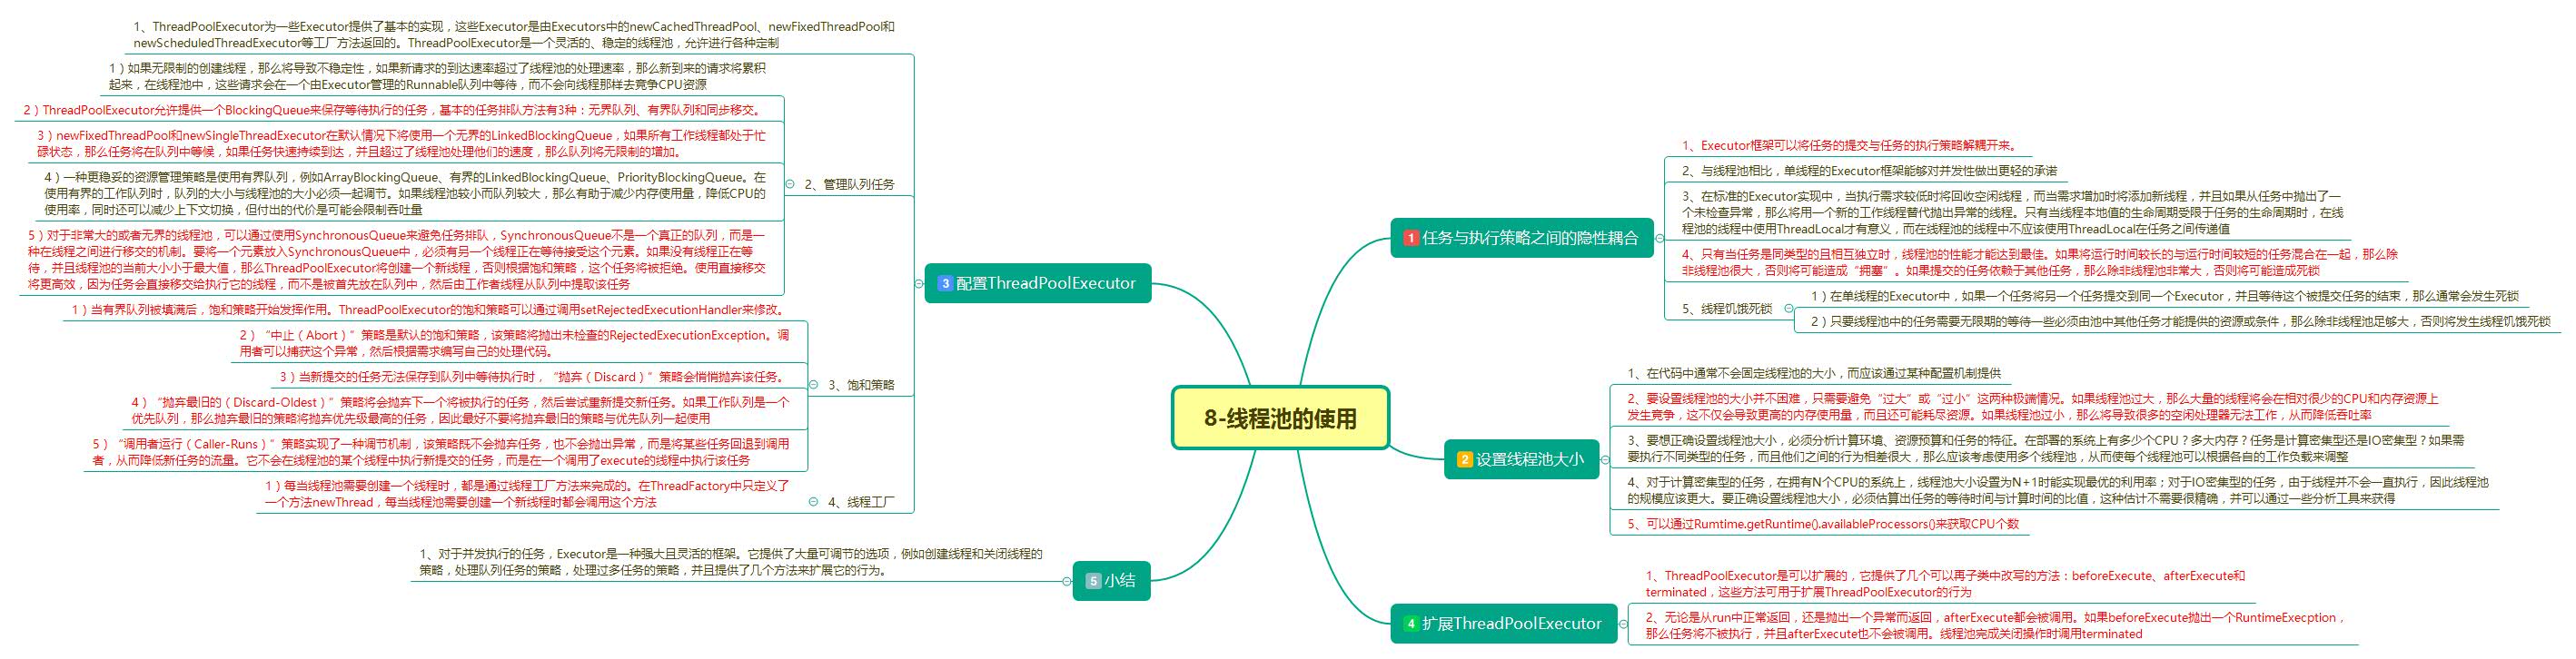 8-线程池的使用
1 任务与执行策略之间的隐性耦合
1、Executor框架可以将任务的提交与任务的执行策略解耦开来。
2、与线程池相比，单线程的Executor框架能够对并发性做出更轻的承诺
3、在标准的Executor实现中，当执行需求较低时将回收空闲线程，而当需求增加时将添加新线程，并且如果从任务中抛出了一
个未检查异常，那么将用一个新的工作线程替代抛出异常的线程。只有当线程本地值的生命周期受限于任务的生命周期时，在线
程池的线程中使用ThreadLocal才有意义，而在线程池的线程中不应该使用ThreadLocal在任务之间传递值
4、只有当任务是同类型的且相互独立时，线程池的性能才能达到最佳。如果将运行时间较长的与运行时间较短的任务混合在一起，那么除
非线程池很大，否则将可能造成“拥塞”。如果提交的任务依赖于其他任务，那么除非线程池非常大，否则将可能造成死锁
5、线程饥饿死锁
1）在单线程的Executor中，如果一个任务将另一个任务提交到同一个Executor，并且等待这个被提交任务的结束，那么通常会发生死锁
2）只要线程池中的任务需要无限期的等待一些必须由池中其他任务才能提供的资源或条件，那么除非线程池足够大，否则将发生线程饥饿死锁
2 设置线程池大小
1、在代码中通常不会固定线程池的大小，而应该通过某种配置机制提供
2、要设置线程池的大小并不困难，只需要避免“过大”或“过小”这两种极端情况。如果线程池过大，那么大量的线程将会在相对很少的CPU和内存资源上
发生竞争，这不仅会导致更高的内存使用量，而且还可能耗尽资源。如果线程池过小，那么将导致很多的空闲处理器无法工作，从而降低吞吐率
3、要想正确设置线程池大小，必须分析计算环境、资源预算和任务的特征。在部署的系统上有多少个CPU？多大内存？任务是计算密集型还是IO密集型？如果需
要执行不同类型的任务，而且他们之间的行为相差很大，那么应该考虑使用多个线程池，从而使每个线程池可以根据各自的工作负载来调整
4、对于计算密集型的任务，在拥有N个CPU的系统上，线程池大小设置为N+1时能实现最优的利用率；对于IO密集型的任务，由于线程并不会一直执行，因此线程池
的规模应该更大。要正确设置线程池大小，必须估算出任务的等待时间与计算时间的比值，这种估计不需要很精确，并可以通过一些分析工具来获得
5、可以通过Rumtime.getRuntime().availableProcessors()来获取CPU个数
3 配置ThreadPoolExecutor
1、ThreadPoolExecutor为一些Executor提供了基本的实现，这些Executor是由Executors中的newCachedThreadPool、newFixedThreadPool和
newScheduledThreadExecutor等工厂方法返回的。ThreadPoolExecutor是一个灵活的、稳定的线程池，允许进行各种定制
2、管理队列任务
1）如果无限制的创建线程，那么将导致不稳定性，如果新请求的到达速率超过了线程池的处理速率，那么新到来的请求将累积
起来，在线程池中，这些请求会在一个由Executor管理的Runnable队列中等待，而不会向线程那样去竞争CPU资源
2）ThreadPoolExecutor允许提供一个BlockingQueue来保存等待执行的任务，基本的任务排队方法有3种：无界队列、有界队列和同步移交。
3）newFixedThreadPool和newSingleThreadExecutor在默认情况下将使用一个无界的LinkedBlockingQueue，如果所有工作线程都处于忙
碌状态，那么任务将在队列中等候，如果任务快速持续到达，并且超过了线程池处理他们的速度，那么队列将无限制的增加。
4）一种更稳妥的资源管理策略是使用有界队列，例如ArrayBlockingQueue、有界的LinkedBlockingQueue、PriorityBlockingQueue。在
使用有界的工作队列时，队列的大小与线程池的大小必须一起调节。如果线程池较小而队列较大，那么有助于减少内存使用量，降低CPU的
使用率，同时还可以减少上下文切换，但付出的代价是可能会限制吞吐量
5）对于非常大的或者无界的线程池，可以通过使用SynchronousQueue来避免任务排队，SynchronousQueue不是一个真正的队列，而是一
种在线程之间进行移交的机制。要将一个元素放入SynchronousQueue中，必须有另一个线程正在等待接受这个元素。如果没有线程正在等
待，并且线程池的当前大小小于最大值，那么ThreadPoolExecutor将创建一个新线程，否则根据饱和策略，这个任务将被拒绝。使用直接移交
将更高效，因为任务会直接移交给执行它的线程，而不是被首先放在队列中，然后由工作者线程从队列中提取该任务
3、饱和策略
1）当有界队列被填满后，饱和策略开始发挥作用。ThreadPoolExecutor的饱和策略可以通过调用setRejectedExecutionHandler来修改。
2）“中止（Abort）”策略是默认的饱和策略，该策略将抛出未检查的RejectedExecutionException。调
用者可以捕获这个异常，然后根据需求编写自己的处理代码。
3）当新提交的任务无法保存到队列中等待执行时，“抛弃（Discard）”策略会悄悄抛弃该任务。
4）“抛弃最旧的（Discard-Oldest）”策略将会抛弃下一个将被执行的任务，然后尝试重新提交新任务。如果工作队列是一个
优先队列，那么抛弃最旧的策略将抛弃优先级最高的任务，因此最好不要将抛弃最旧的策略与优先队列一起使用
5）“调用者运行（Caller-Runs）”策略实现了一种调节机制，该策略既不会抛弃任务，也不会抛出异常，而是将某些任务回退到调用
者，从而降低新任务的流量。它不会在线程池的某个线程中执行新提交的任务，而是在一个调用了execute的线程中执行该任务
4、线程工厂
1）每当线程池需要创建一个线程时，都是通过线程工厂方法来完成的。在ThreadFactory中只定义了
一个方法newThread，每当线程池需要创建一个新线程时都会调用这个方法
4 扩展ThreadPoolExecutor
1、ThreadPoolExecutor是可以扩展的，它提供了几个可以再子类中改写的方法：beforeExecute、afterExecute和
terminated，这些方法可用于扩展ThreadPoolExecutor的行为
2、无论是从run中正常返回，还是抛出一个异常而返回，afterExecute都会被调用。如果beforeExecute抛出一个RuntimeExecption，
那么任务将不被执行，并且afterExecute也不会被调用。线程池完成关闭操作时调用terminated
5 小结
1、对于并发执行的任务，Executor是一种强大且灵活的框架。它提供了大量可调节的选项，例如创建线程和关闭线程的
策略，处理队列任务的策略，处理过多任务的策略，并且提供了几个方法来扩展它的行为。